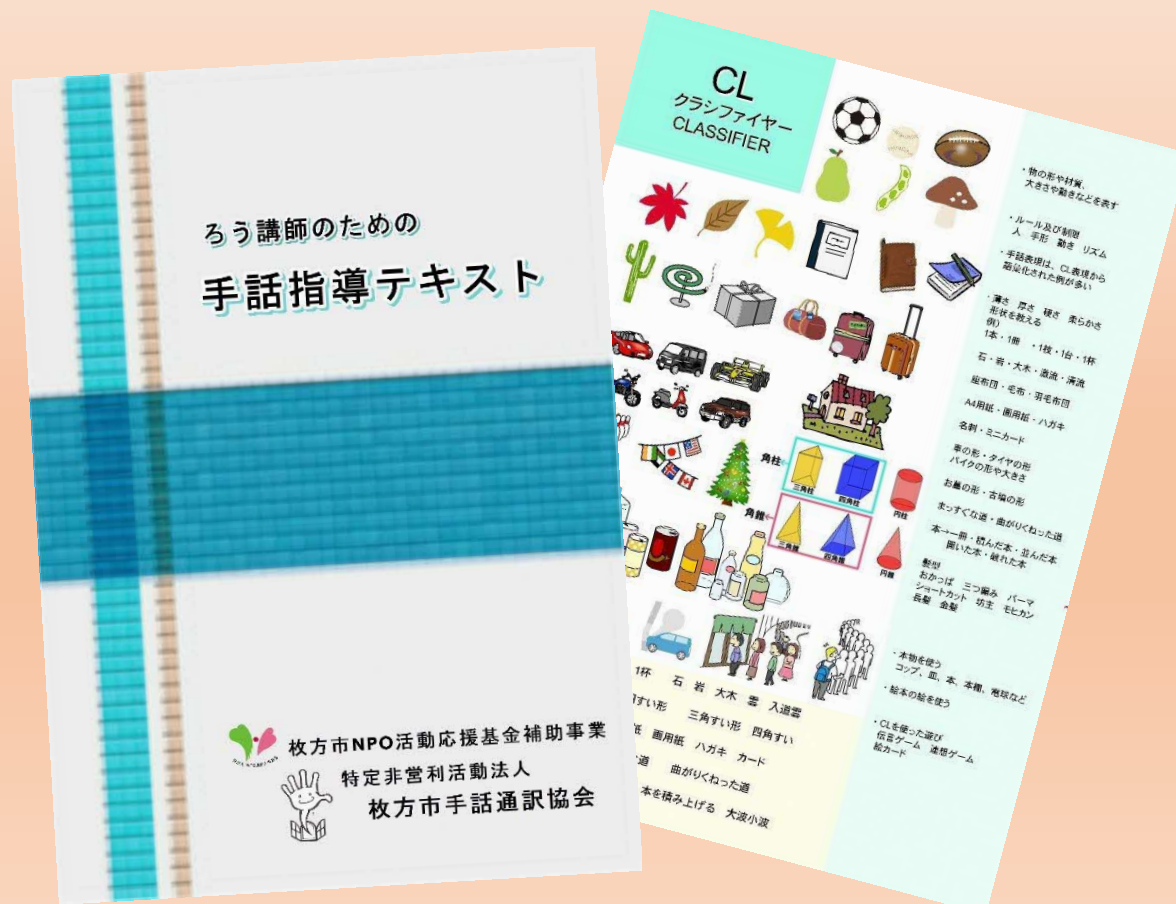 ろう講師のための
手話指導テキスト
枚方市NPO活動応援基金補助事業
特定非営利活動法人
枚方市手話通訳協会
CL
クラシファイヤー
CLASSIFIER
角柱
三角柱
四角柱
円柱
角錐
三角錐
四角錐
円錐
1杯 石 岩 大木 雲 入道雲
すい形 三角すい形 四角すい
画用紙 ハガキ カード
道 曲がりくねった道
本を積み上げる 大波小波
・物の形や材質、
大きさや動きなどを表す
・ルール及び制限
人 手形 動き リズム
・手話表現は、CL表現から
語彙化された例が多い
・薄さ 厚さ 硬さ 柔らかさ
形状を教える
例)
1本・1冊 ・1枚・1台・1杯
石・岩・大木・激流・清流
座布団・毛布・羽毛布団
A4用紙・画用紙・ハガキ
名刺・ミニカード
車の形・タイヤの形
バイクの形や大きさ
お墓の形・古墳の形
まっすぐな道・曲がりくねった道
本→一冊・積んだ本・並んだ本
開いた本・破れた本
髪型
おかっぱ 三つ編み パーマ
ショートカット 坊主 モヒカン
長髪 金髪
・本物を使う
コップ、皿、本、本棚、電球など
・絵本の絵を使う
・CLを使った遊び
伝言ゲーム 連想ゲーム
絵カード